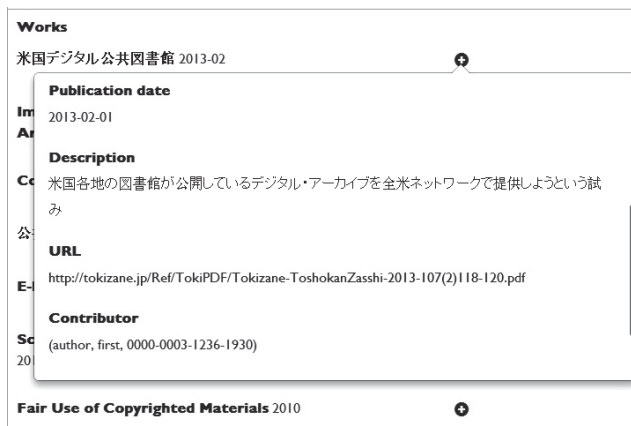 Works
米国デジタル公共図書館 2013-02
Publication date
2013-02-01
Description
米国各地の図書館が公開しているデジタル・アーカイブを全米ネットワークで提供しようという試
み
URL
http://tokizane.jp/Ref/TokiPDF/Tokizane-ToshokanZasshi-2013-107(2)118-120.pdf
Contributor
(author, first, 0000-0003-1236-1930)
Fair Use of Copyrighted Materials 2010